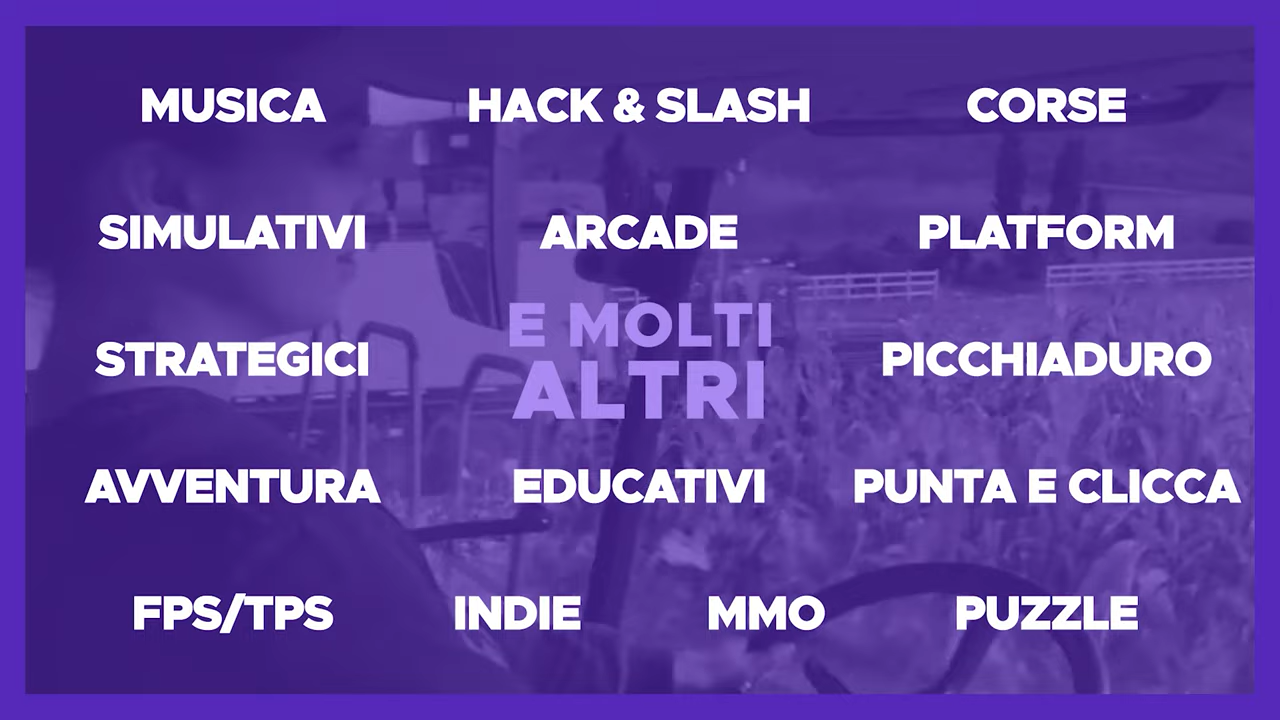 MUSICA
HACK & SLASH
CORSE
SIMULATIVI
ARCADE
PLATFORM
E MOLTI
ALTRI
STRATEGICI
PICCHIADURO
AVVENTURA
EDUCATIVI
PUNTA E CLICCA
FPS/TPS
INDIE
MMO
PUZZLE